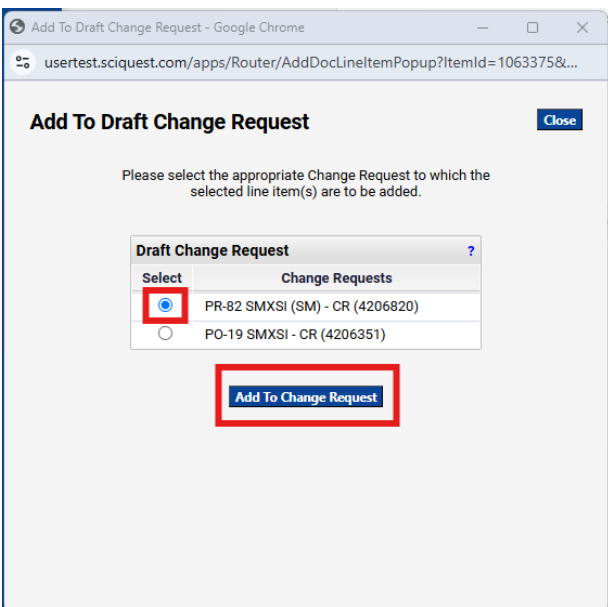 Add To Draft Change Request - Google Chrome
usertest.sciquest.com/apps/Router/AddDocLineItemPopup?ItemId=1063375&...
Add To Draft Change Request
Close
Please select the appropriate Change Request to which the
selected line item(s) are to be added.
Draft Change Request ?
Select Change Requests
PR-82 SMXSI (SM) - CR (4206820)
PO-19 SMXSI - CR (4206351)
Add To Change Request